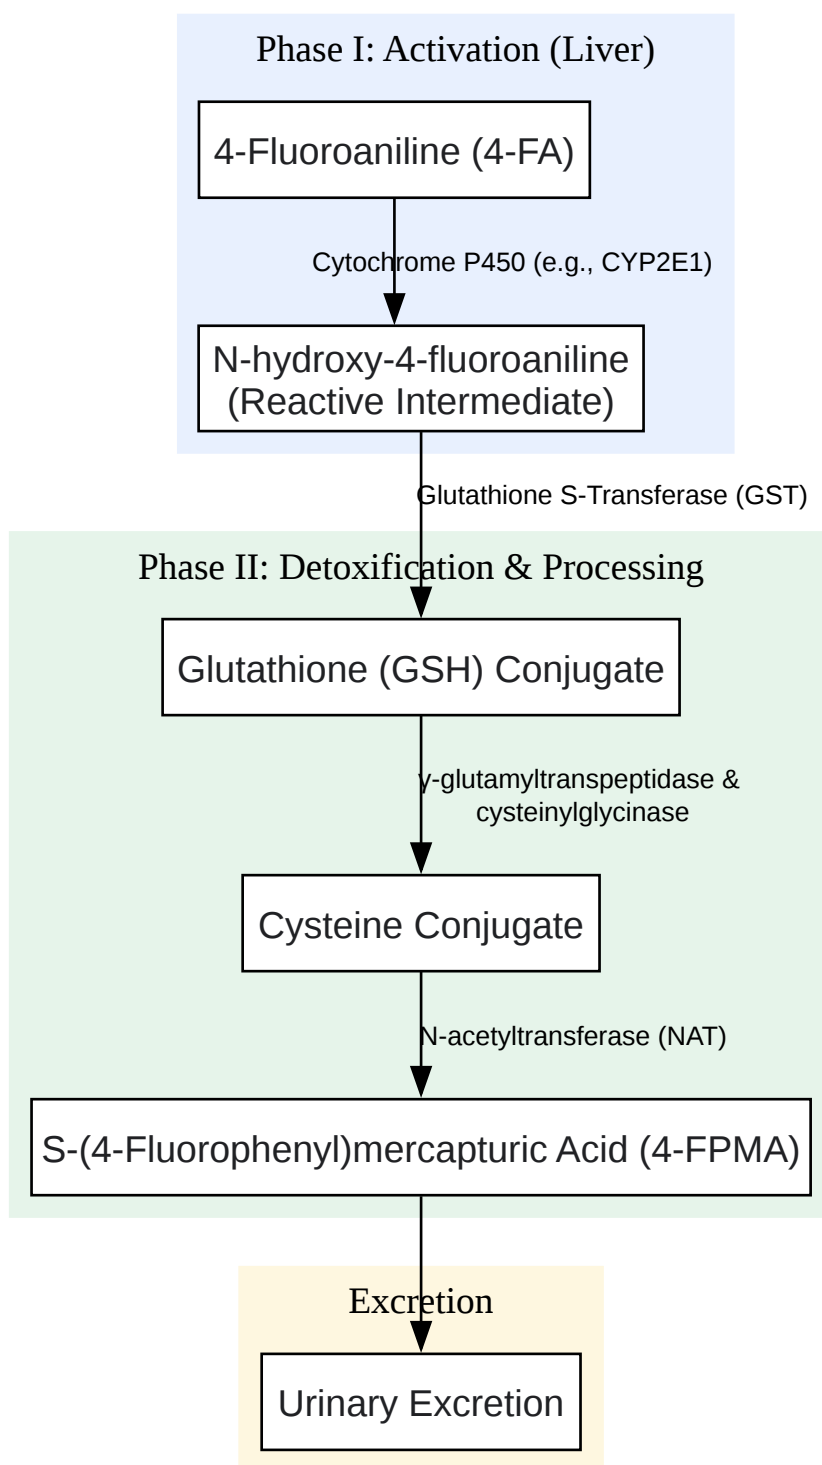 Phase I: Activation (Liver)
4-Fluoroaniline (4-FA)
Cytochrome P450 (e.g., CYP2E1)
N-hydroxy-4-fluoroaniline
(Reactive Intermediate)
Glutathione S-Transferase (GST)
Phase II: Detoxification & Processing
Glutathione (GSH) Conjugate
γ-glutamyltranspeptidase &
cysteinylglycinase
Cysteine Conjugate
N-acetyltransferase (NAT)
S-(4-Fluorophenyl)mercapturic Acid (4-FPMA)
Excretion
Urinary Excretion